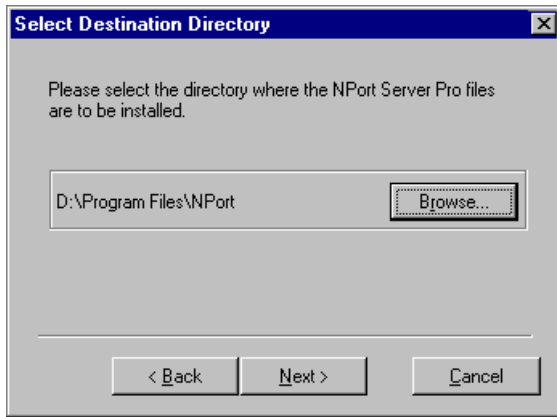 Select Destination Directory
Please select the directory where the NPort Server Pro files
are to be installed.
D:\Program Files\NPort
Browse...
< Back
Next >
Cancel